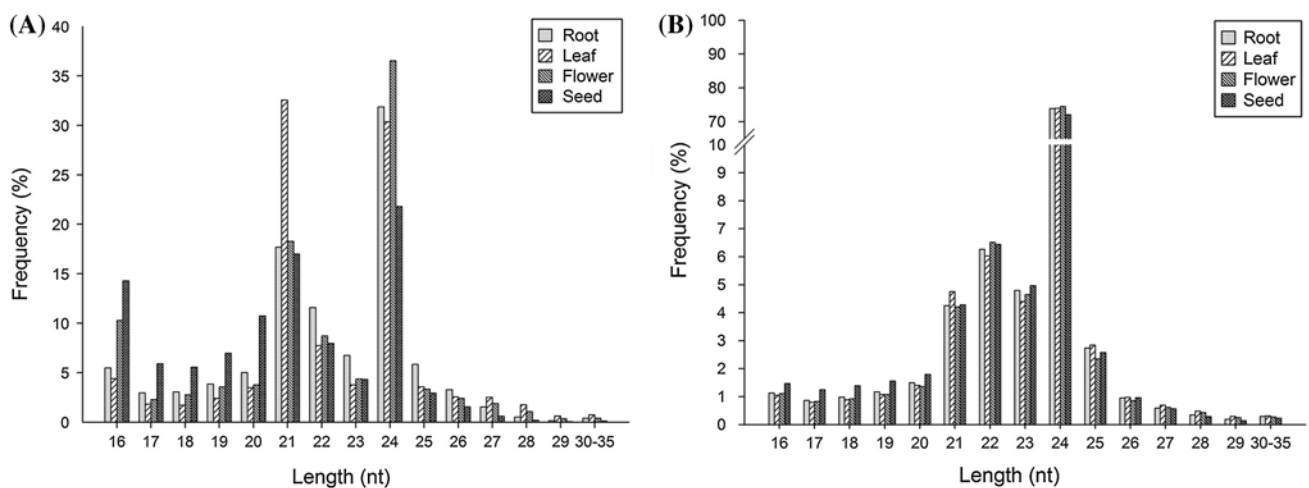 (A)
40
35
30
25
20
15
10
5
0
Frequency (%)
Root
Leaf
Flower
Seed
16 17 18 19 20 21 22 23 24 25 26 27 28 29 30-35
Length (nt)
(B)
100
90
80
70
10
9
8
7
6
5
4
3
2
1
0
Frequency (%)
Root
Leaf
Flower
Seed
16 17 18 19 20 21 22 23 24 25 26 27 28 29 30-35
Length (nt)